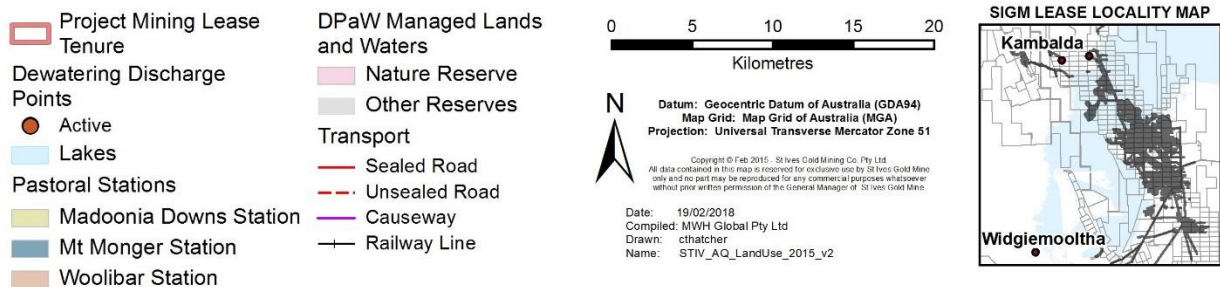 Project Mining Lease
Tenure
Dewatering Discharge
Points
Active
Lakes
Pastoral Stations
Madoonia Downs Station
Mt Monger Station
Woolibar Station
DPaW Managed Lands
and Waters
Nature Reserve
Other Reserves
Transport
Sealed Road
Unsealed Road
Causeway
Railway Line
0 5 10 15 20
Kilometres
N
Datum: Geocentric Datum of Australia (GDA94)
Map Grid: Map Grid of Australia (MGA)
Projection: Universal Transverse Mercator Zone 51
Copyright © Feb 2015 - St Ives Gold Mining Co. Pty Ltd.
All data contained in this map is reserved for exclusive use by St Ives Gold Mine
only and no part may be reproduced for any commercial purposes whatsoever
without prior written permission of the General Manager of St Ives Gold Mine.
Date: 19/02/2018
Compiled: MWH Global Pty Ltd
Drawn: cthatcher
Name: STIV_AQ_LandUse_2015_v2
SIGM LEASE LOCALITY MAP
Kambalda
Widgiemooltha